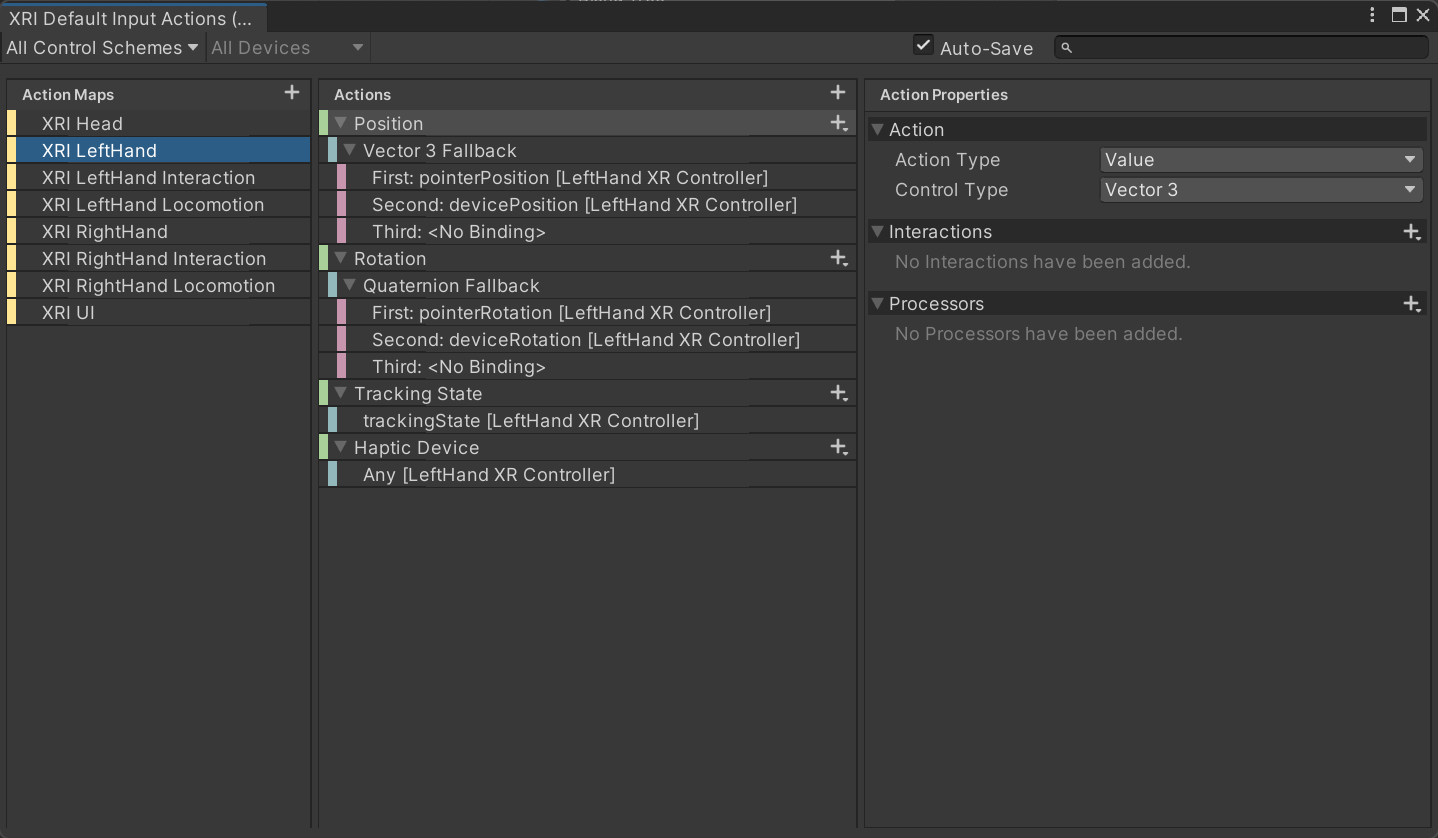 XRI Default Input Actions (...
All Control Schemes All Devices Auto-Save
Action Maps
XRI Head
XRI LeftHand
XRI LeftHand Interaction
XRI LeftHand Locomotion
XRI RightHand
XRI RightHand Interaction
XRI RightHand Locomotion
XRI UI
Actions
Position
Vector 3 Fallback
First: pointerPosition [LeftHand XR Controller]
Second: devicePosition [LeftHand XR Controller]
Third: <No Binding>
Rotation
Quaternion Fallback
First: pointerRotation [LeftHand XR Controller]
Second: deviceRotation [LeftHand XR Controller]
Third: <No Binding>
Tracking State
trackingState [LeftHand XR Controller]
Haptic Device
Any [LeftHand XR Controller]
Action Properties
Action
Action Type Value
Control Type Vector 3
Interactions
No Interactions have been added.
Processors
No Processors have been added.